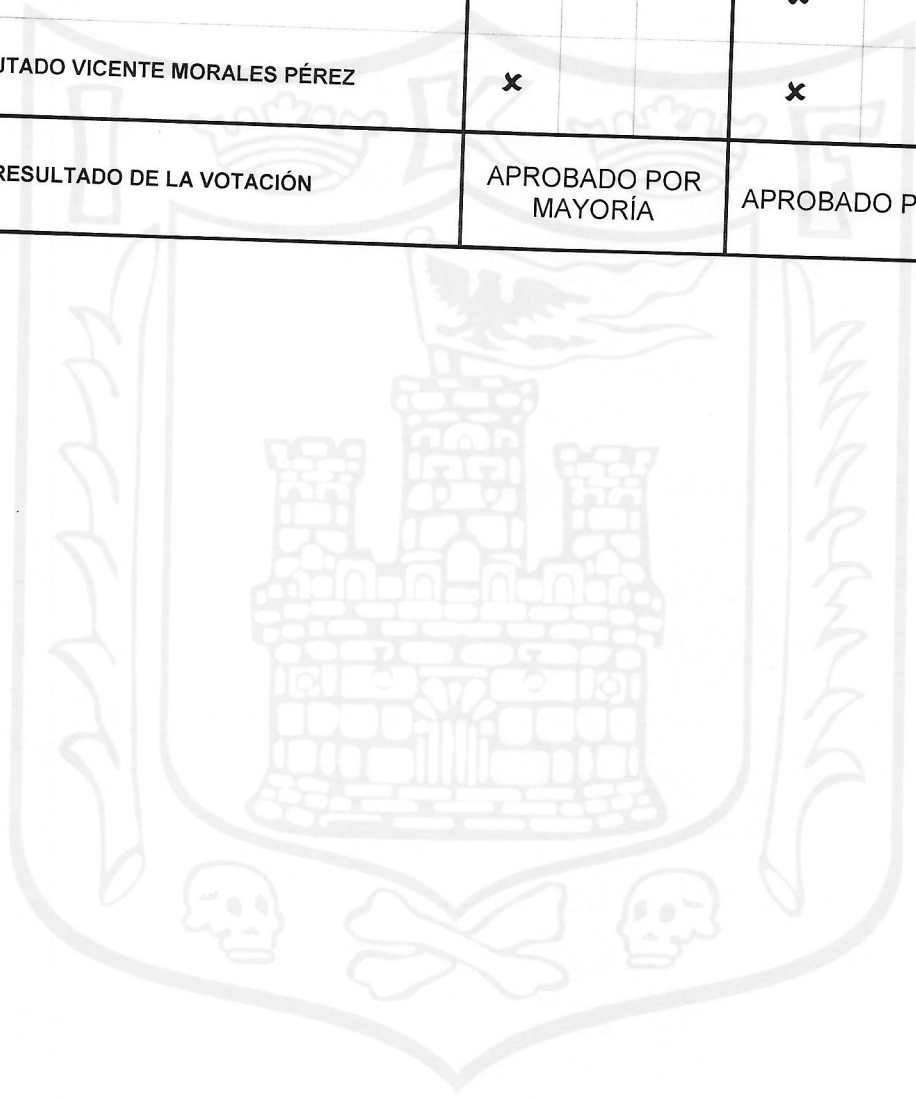 UTADO VICENTE MORALES PÉREZ
x
x
I K F
RESULTADO DE LA VOTACIÓN
APROBADO POR
MAYORÍA
APROBADO P